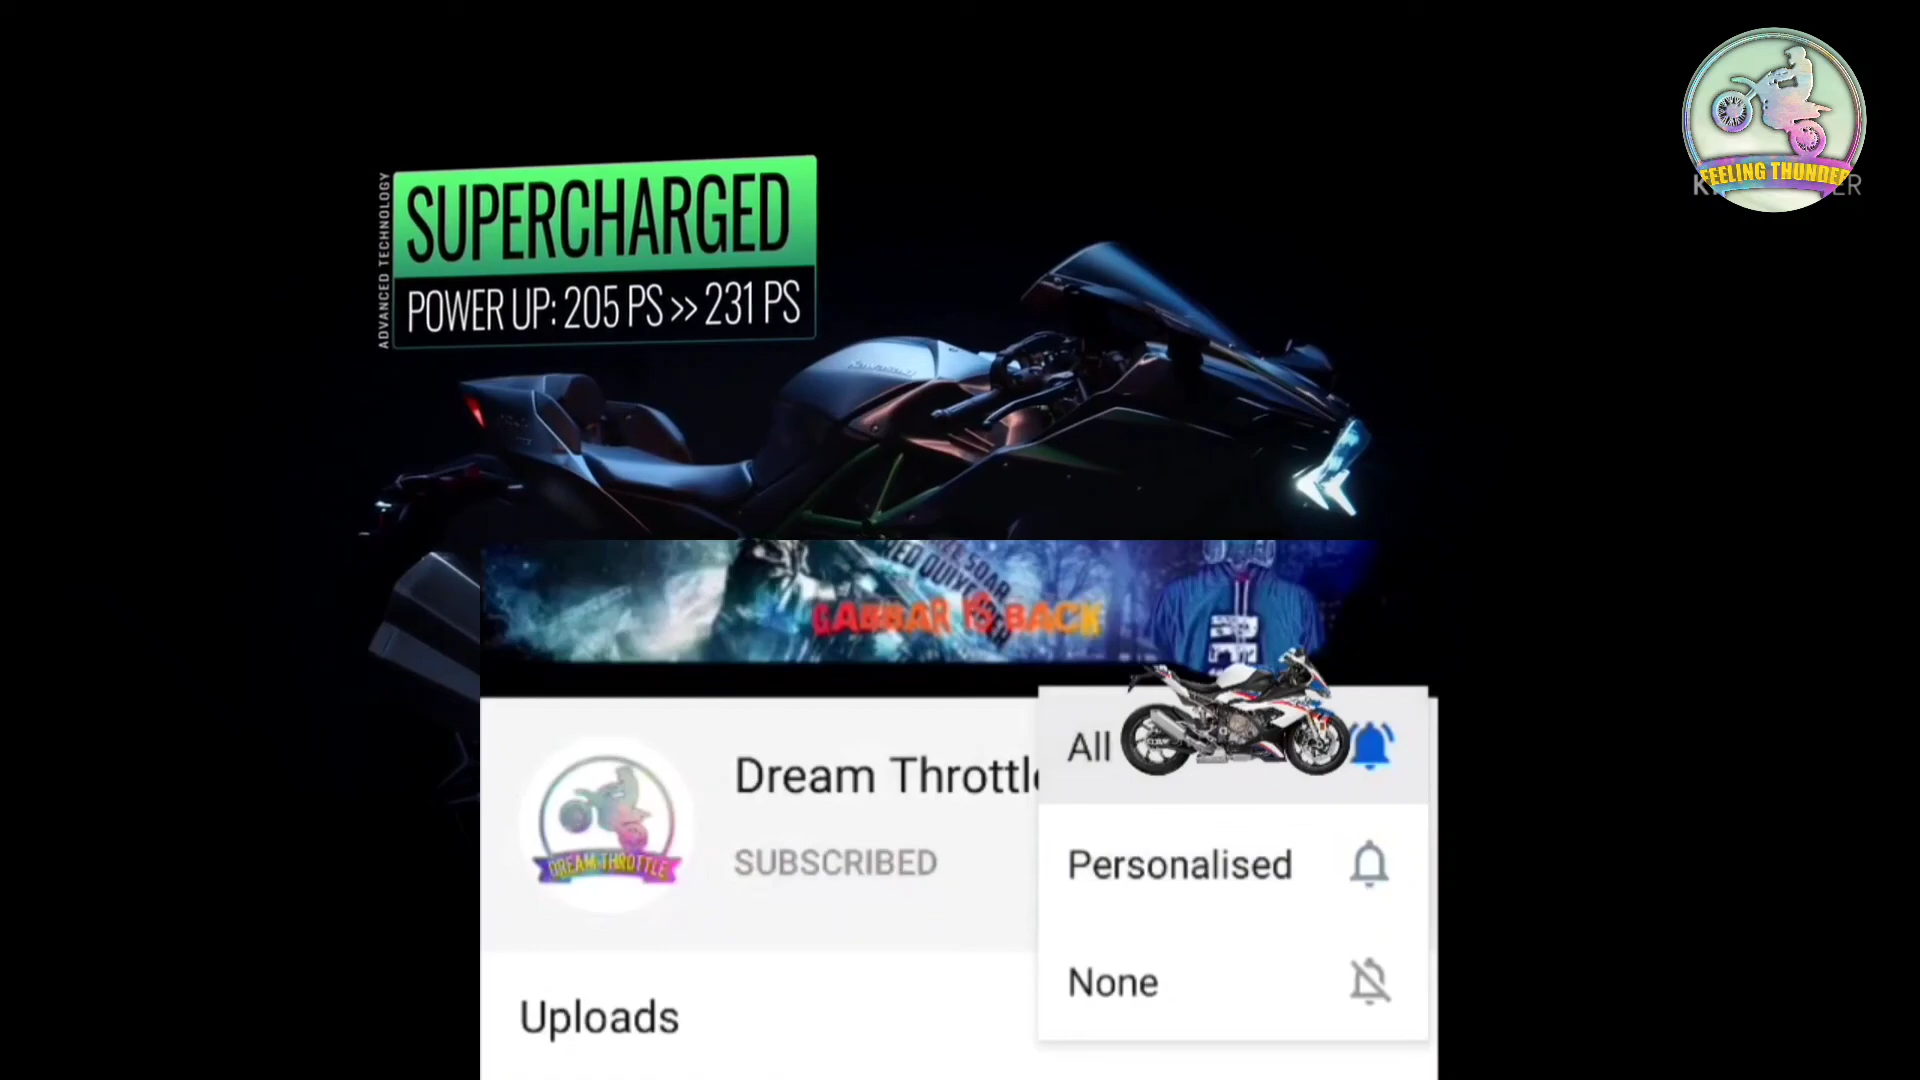 FEELING THUNDER
ADVANCED TECHNOLOGY
SUPERCHARGED
POWER UP: 205 PS >> 231 PS
GABBAR IS BACK
Dream Throttle
SUBSCRIBED
DREAM THROTTLE
All
Personalised
None
Uploads